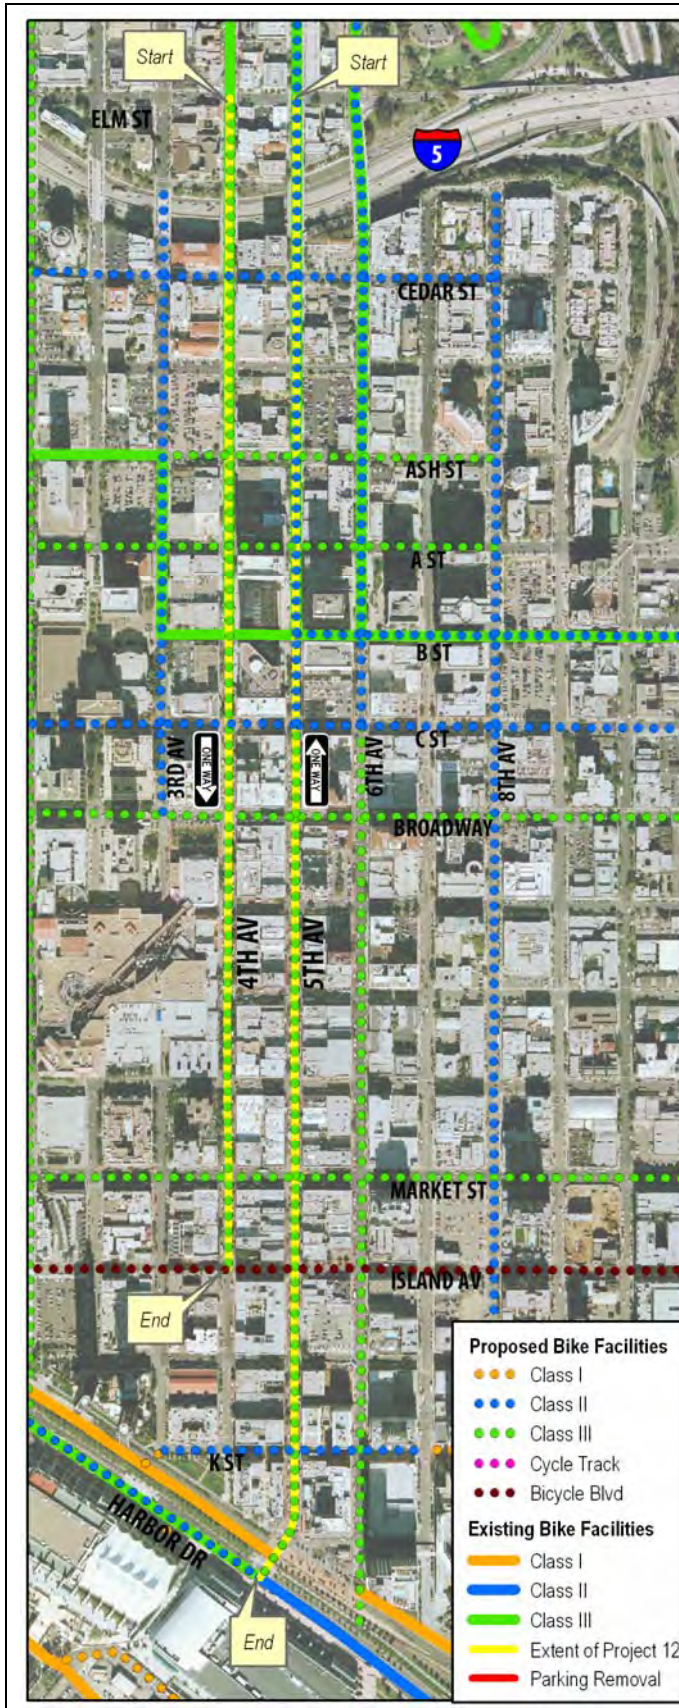 Start
Start
ELM ST
5
CEDAR ST
ASH ST
A ST
B ST
C ST
3RD AV
ONE WAY
ONE WAY
6TH AV
8TH AV
BROADWAY
4TH AV
5TH AV
MARKET ST
ISLAND AV
End
K ST
HARBOR DR
End
Proposed Bike Facilities
Class I
Class II
Class III
Cycle Track
Bicycle Blvd
Existing Bike Facilities
Class I
Class II
Class III
Extent of Project 12
Parking Removal